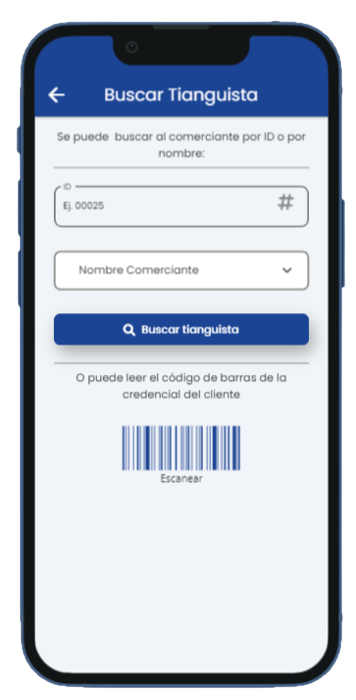 Buscar Tianguista
Se puede buscar al comerciante por ID o por
nombre:
ID
Ej. 00025
#
Nombre Comerciante
Buscar tianguista
O puede leer el código de barras de la
credencial del cliente
Escanear